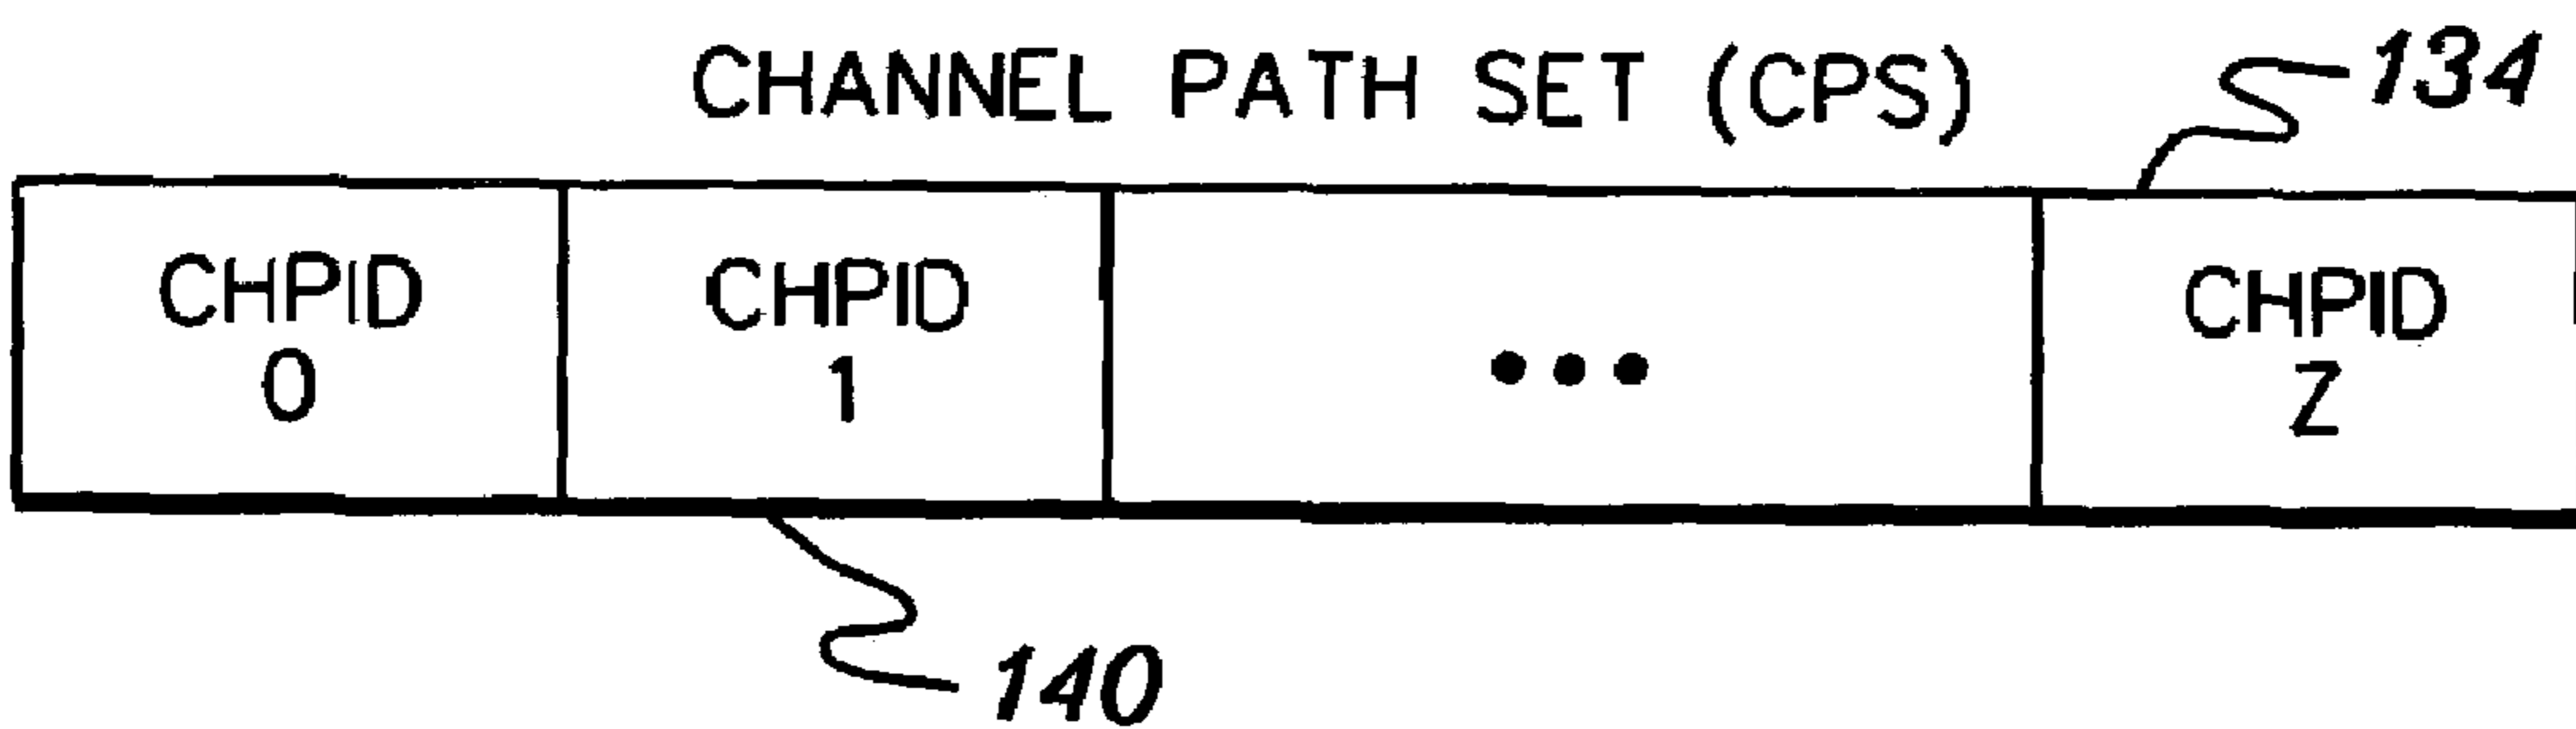 CHANNEL PATH SET (CPS)
134
CHPID
0
CHPID
1
•••
CHPID
Z
140